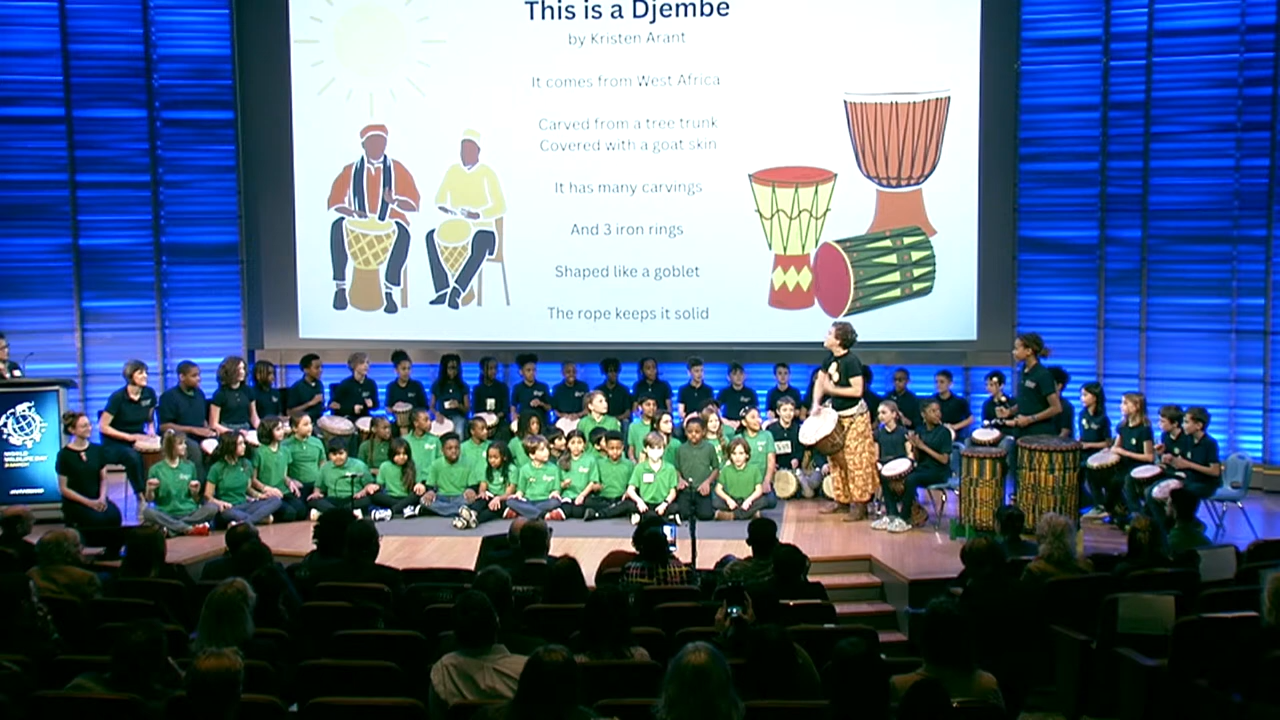 This is a Djembe
by Kristen Arant
It comes from West Africa
Carved from a tree trunk
Covered with a goat skin
It has many carvings
And 3 iron rings
Shaped like a goblet
The rope keeps it solid
WORLD
WILDLIFE DAY
3 MARCH